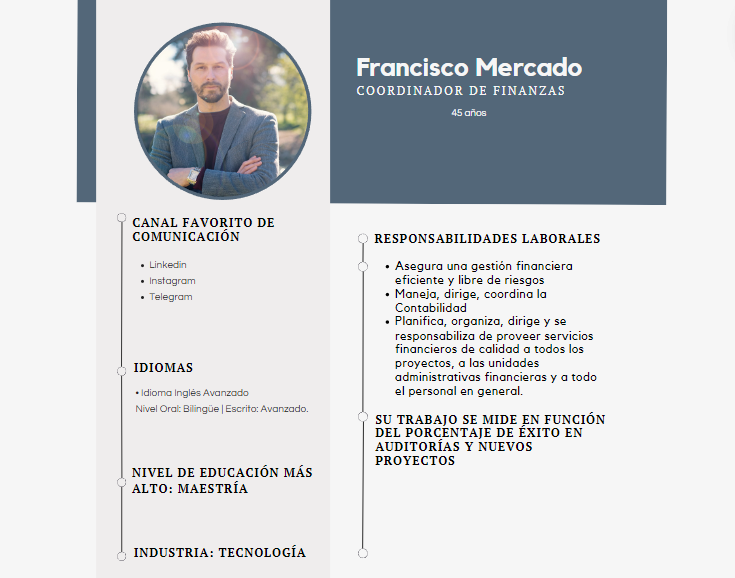 Francisco Mercado
COORDINADOR DE FINANZAS
45 años
CANAL FAVORITO DE
COMUNICACIÓN
• Linkedin
• Instagram
• Telegram
IDIOMAS
• Idioma Inglés Avanzado
Nivel Oral: Bilingüe | Escrito: Avanzado.
NIVEL DE EDUCACIÓN MÁS
ALTO: MAESTRÍA
INDUSTRIA: TECNOLOGÍA
RESPONSABILIDADES LABORALES
• Asegura una gestión financiera
eficiente y libre de riesgos
• Maneja, dirige, coordina la
Contabilidad
• Planifica, organiza, dirige y se
responsabiliza de proveer servicios
financieros de calidad a todos los
proyectos, a las unidades
administrativas financieras y a todo
el personal en general.
SU TRABAJO SE MIDE EN FUNCIÓN
DEL PORCENTAJE DE ÉXITO EN
AUDITORÍAS Y NUEVOS
PROYECTOS